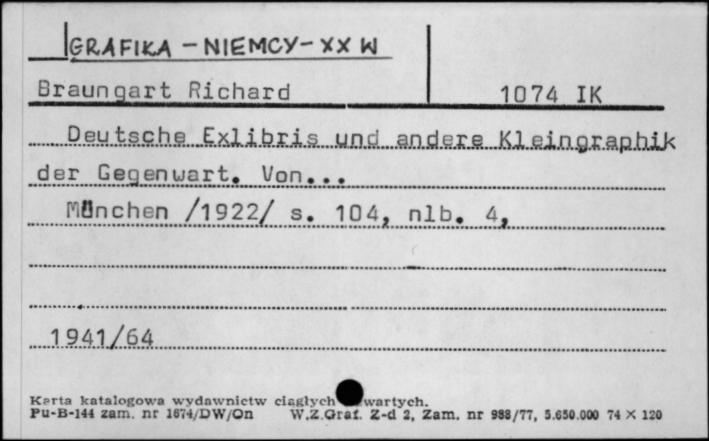 GRAFIKA – NIEMCY – XX W
Braungart Richard 1074 IK
Deutsche Exlibris und andere Kleingraphik
der Gegenwart. Von...
München /1922/ s. 104, nlb. 4,
1941/64
Karta katalogowa wydawnictw ciągłych wartych.
Pu-B-144 zam. nr 1674/DW/On W.Z.Graf. Z-d 2, Zam. nr 988/77, 5.650.000 74 X 120